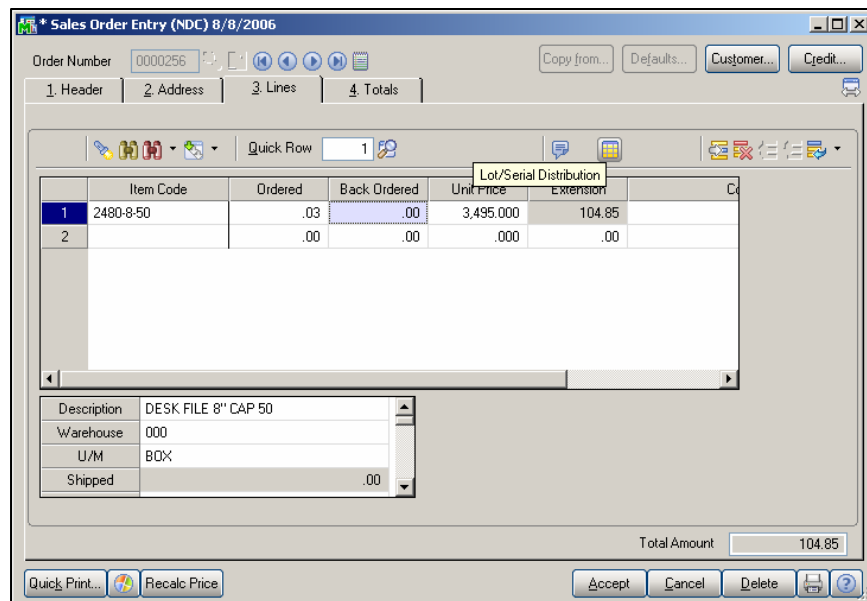 * Sales Order Entry (NDC) 8/8/2006
Order Number 0000256 Copy from... Defaults... Customer... Credit...
1. Header 2. Address 3. Lines 4. Totals
Quick Row 1
Lot/Serial Distribution
Item Code Ordered Back Ordered Unit Price Extension
1 2480-8-50 .03 .00 3,495.000 104.85
2 .00 .00 .000 .00
Description DESK FILE 8" CAP 50
Warehouse 000
U/M BOX
Shipped .00
Total Amount 104.85
Quick Print... Recalc Price Accept Cancel Delete